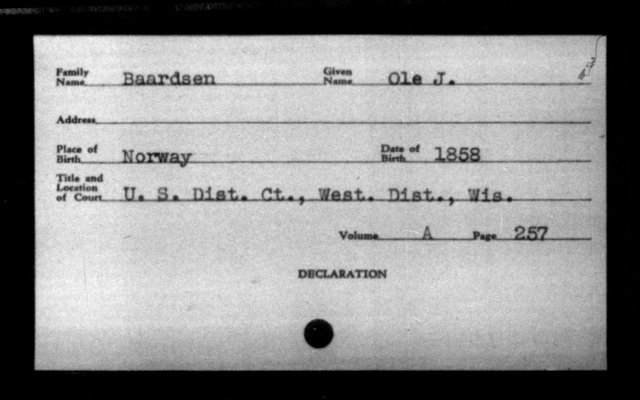 Family Name Baardsen Given Name Ole J.
Address
Place of Birth Norway Date of Birth 1858
Title and Location of Court U. S. Dist. Ct., West. Dist., Wis.
Volume A Page 257
DECLARATION